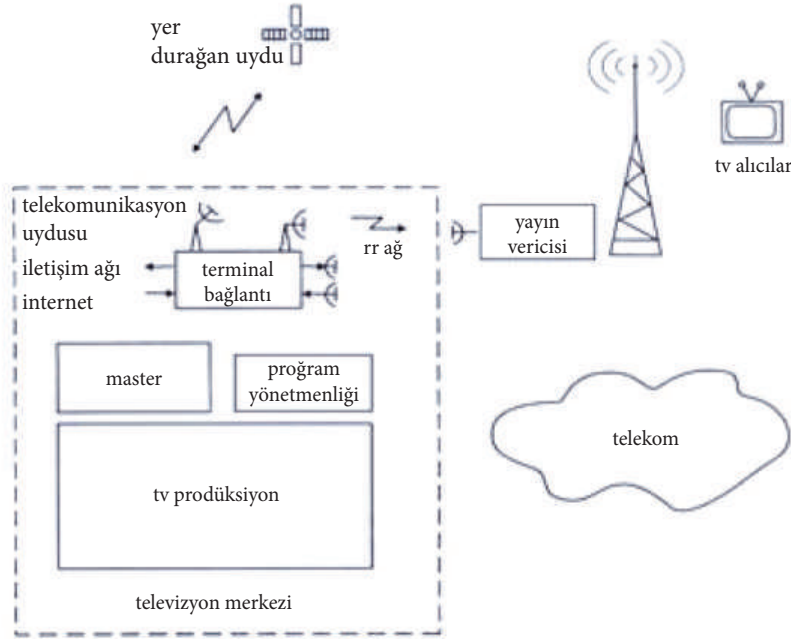 yer
durağan uydu
tv alıcılar
telekomunikasyon
uydusu
iletişim ağı
internet
terminal
bağlantı
rr ağ
yayın
vericisi
master
proğram
yönetmenliği
telekom
tv prodüksiyon
televizyon merkezi